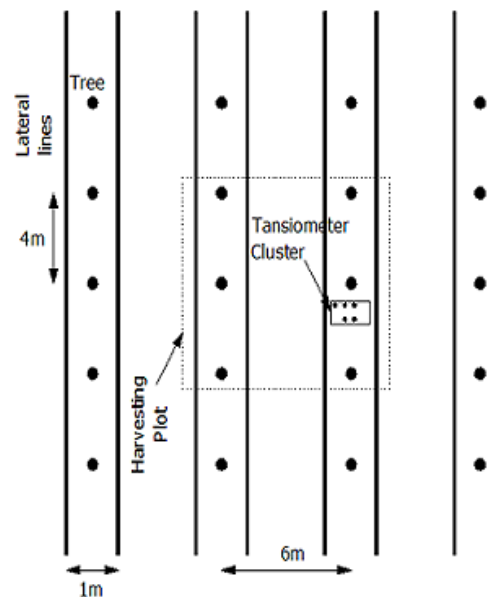 Tree
Lateral
lines
4m
Tansiometer
Cluster
Harvesting
Plot
6m
1m